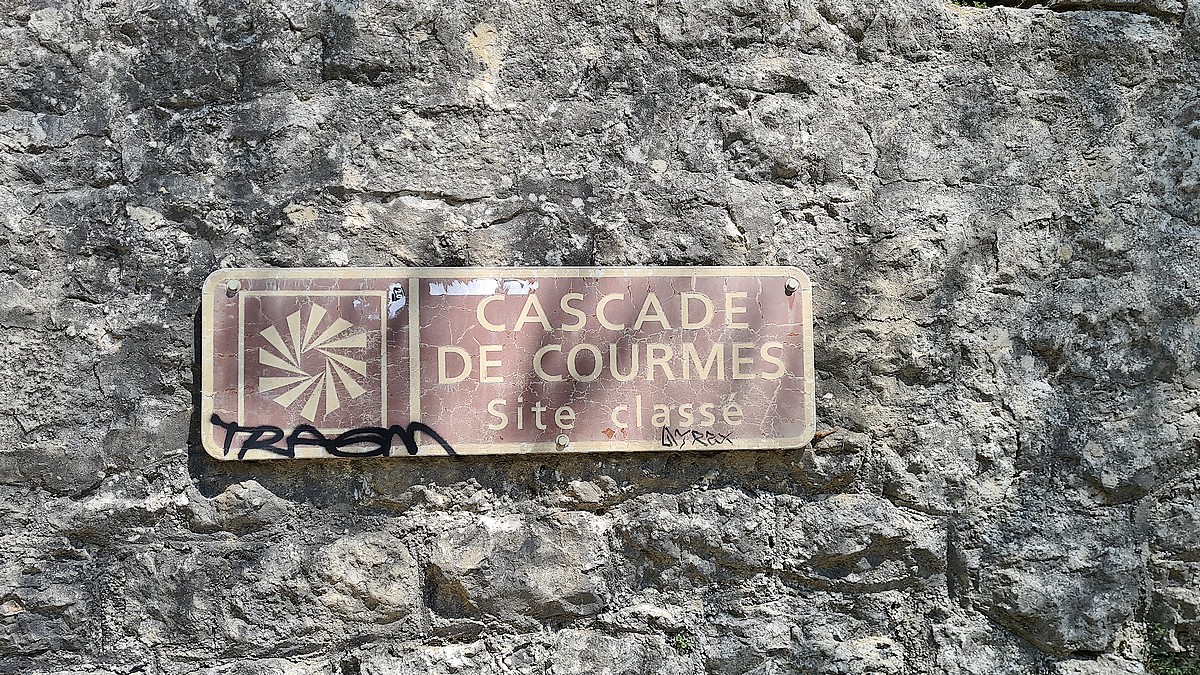 CASCADE
DE COURMES
Site classé